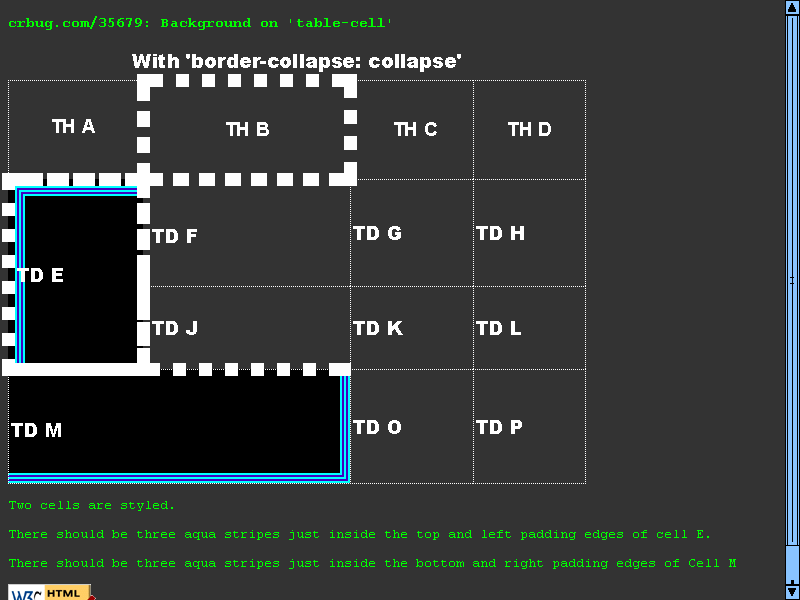 crbug.com/35679: Background on 'table-cell'
With 'border-collapse: collapse'
TH A TH B TH C TH D
TD E TD F TD G TD H
TD J TD K TD L
TD M TD O TD P
Two cells are styled.
There should be three aqua stripes just inside the top and left padding edges of cell E.
There should be three aqua stripes just inside the bottom and right padding edges of Cell M
W3C HTML